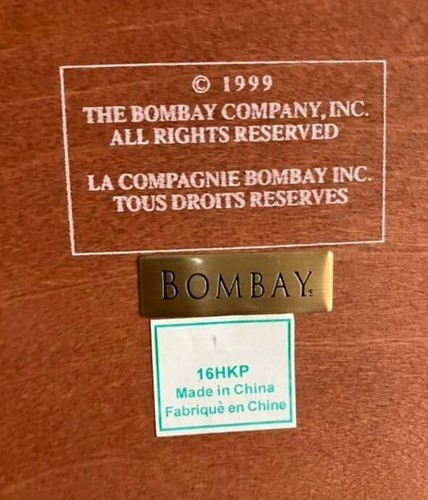 © 1999
THE BOMBAY COMPANY, INC.
ALL RIGHTS RESERVED
LA COMPAGNIE BOMBAY INC.
TOUS DROITS RESERVES
BOMBAY®
16HKP
Made in China
Fabriquè en Chine